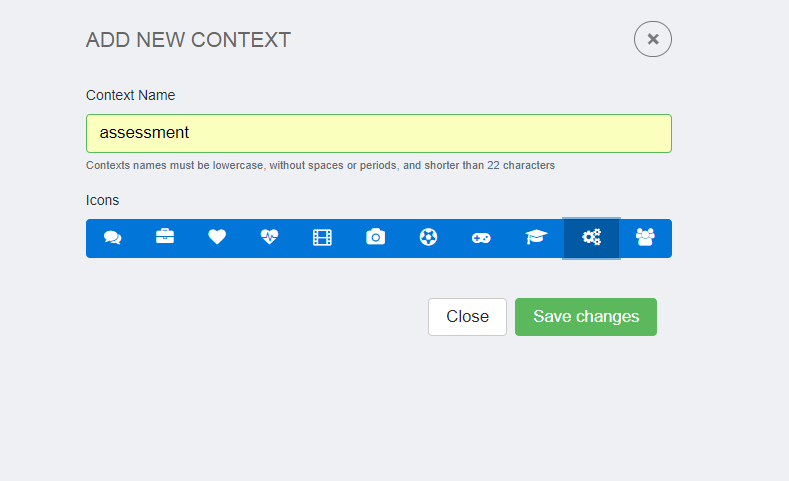 ADD NEW CONTEXT
Context Name
assessment
Contexts names must be lowercase, without spaces or periods, and shorter than 22 characters
Icons
Close
Save changes